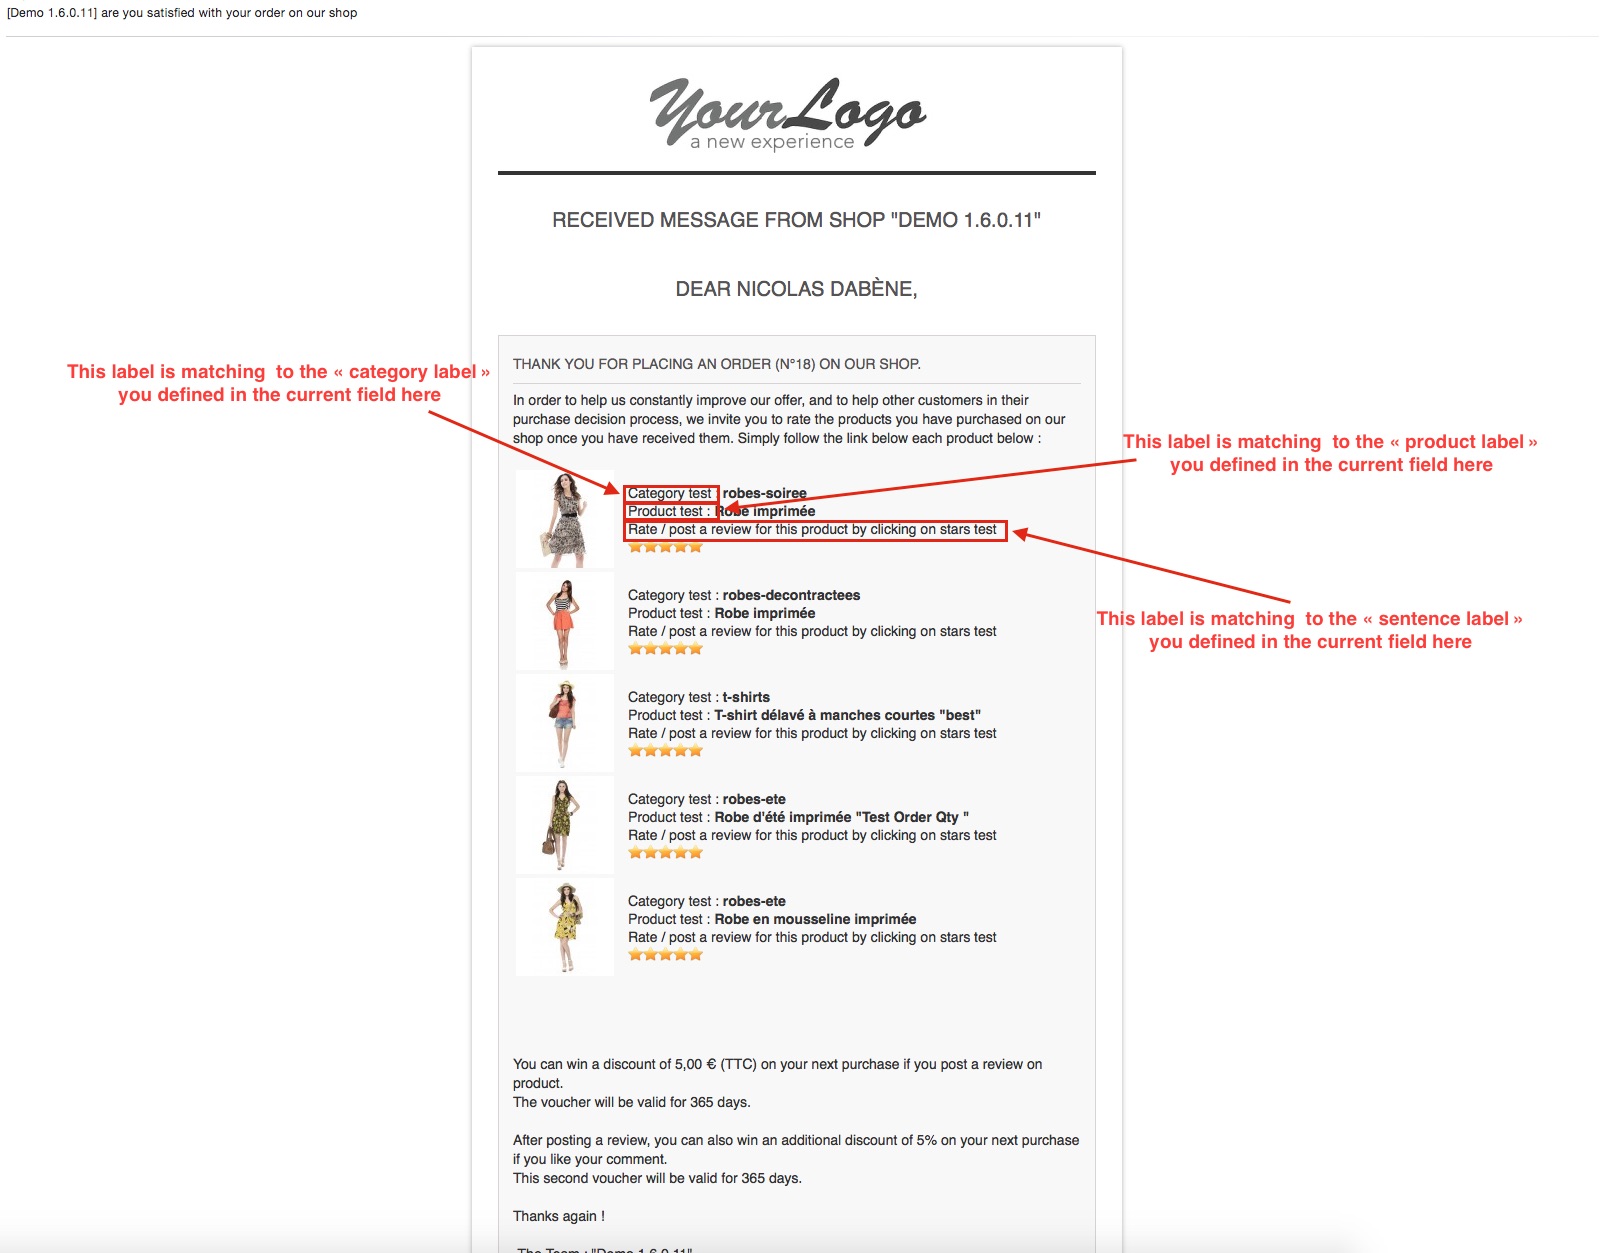 [Demo 1.6.0.11] are you satisfied with your order on our shop
YourLogo
a new experience
RECEIVED MESSAGE FROM SHOP "DEMO 1.6.0.11"
DEAR NICOLAS DABÈNE,
THANK YOU FOR PLACING AN ORDER (N°18) ON OUR SHOP.
This label is matching  to the « category label »
you defined in the current field here
In order to help us constantly improve our offer, and to help other customers in their
purchase decision process, we invite you to rate the products you have purchased on our
shop once you have received them. Simply follow the link below each product below :
This label is matching  to the « product label »
you defined in the current field here
Category test : robes-soiree
Product test : Robe imprimée
Rate / post a review for this product by clicking on stars test
Category test : robes-decontractees
Product test : Robe imprimée
Rate / post a review for this product by clicking on stars test
This label is matching  to the « sentence label »
you defined in the current field here
Category test : t-shirts
Product test : T-shirt délavé à manches courtes "best"
Rate / post a review for this product by clicking on stars test
Category test : robes-ete
Product test : Robe d'été imprimée "Test Order Qty "
Rate / post a review for this product by clicking on stars test
Category test : robes-ete
Product test : Robe en mousseline imprimée
Rate / post a review for this product by clicking on stars test
You can win a discount of 5,00 € (TTC) on your next purchase if you post a review on
product.
The voucher will be valid for 365 days.
After posting a review, you can also win an additional discount of 5% on your next purchase
if you like your comment.
This second voucher will be valid for 365 days.
Thanks again !
The Team : "Demo 1.6.0.11"